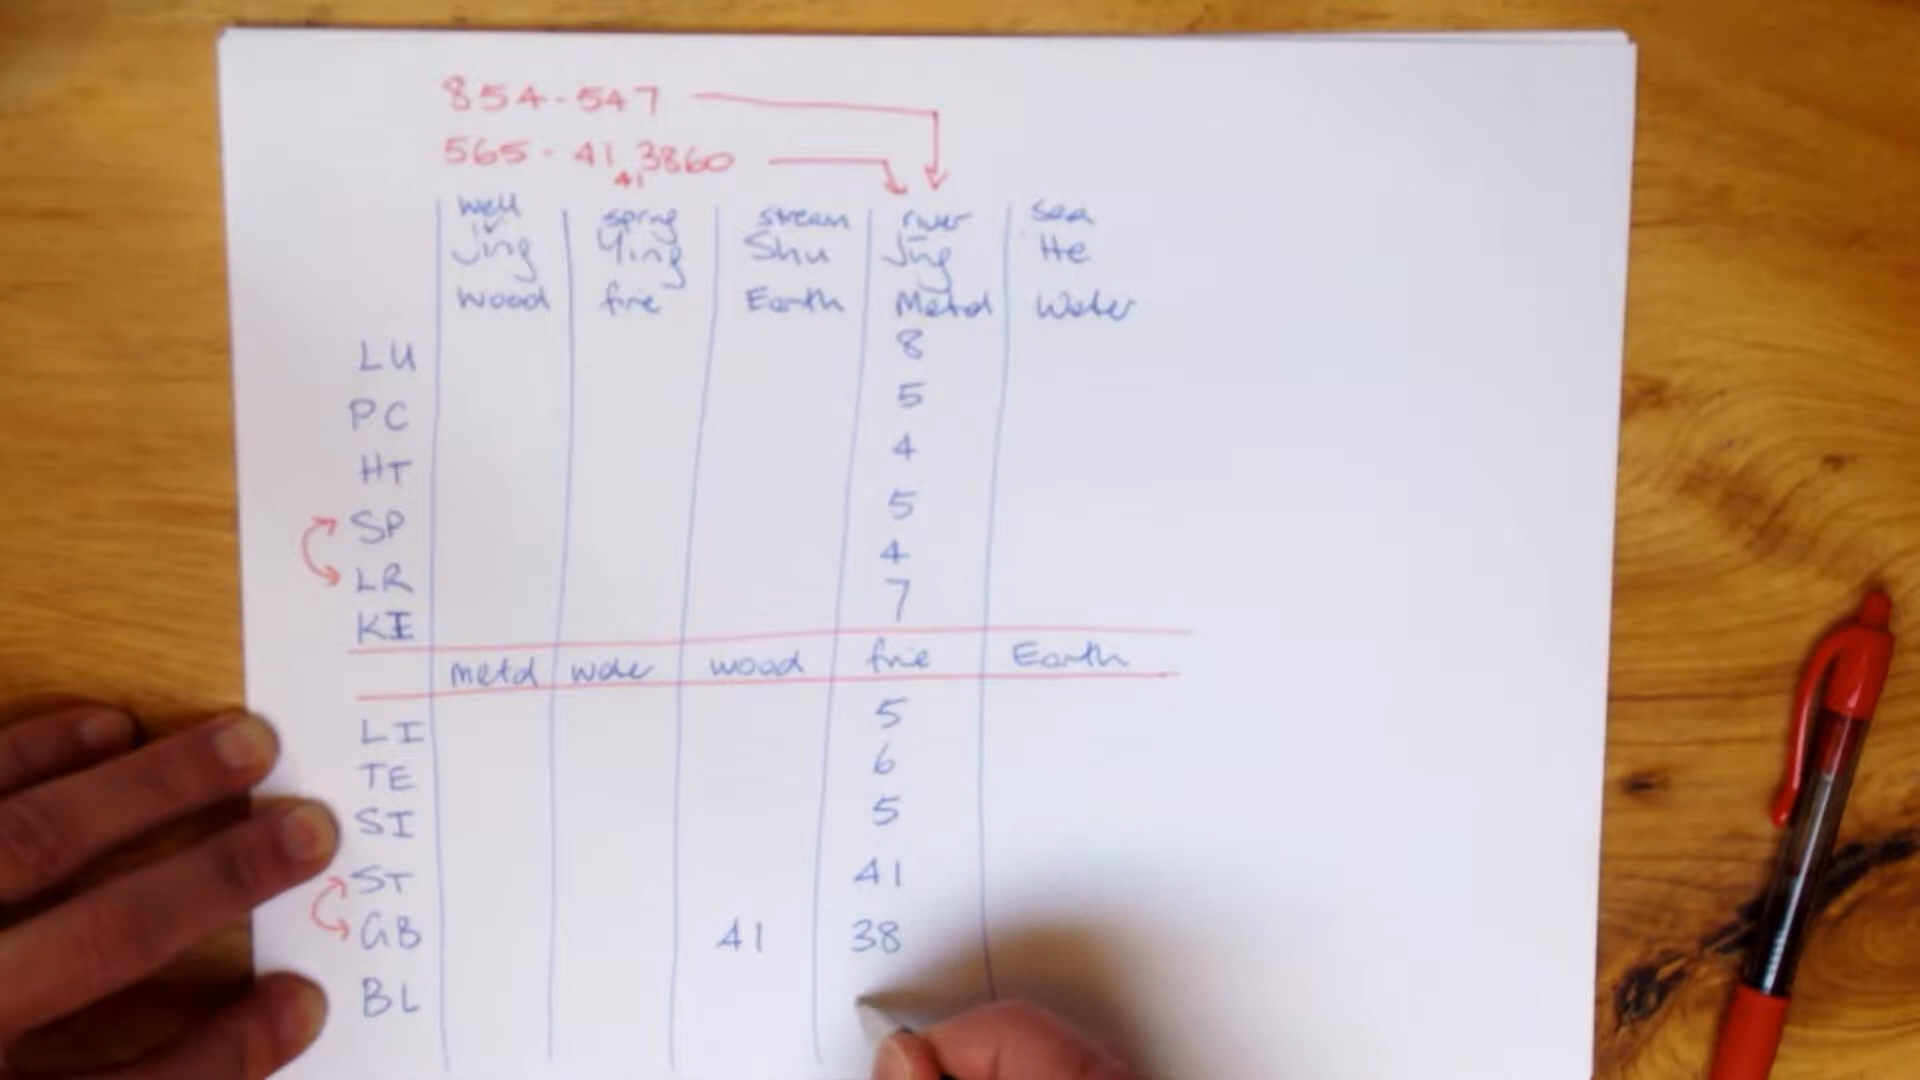 854-547
565-41,3860
41
well spring stream river sea
Jing Ying Shu Jing He
wood fire Earth Metal Water
LU 8
PC 5
HT 4
SP 5
LR 4
KI 7
metal water wood fire Earth
LI 5
TE 6
SI 5
ST 41
GB 41 38
BL